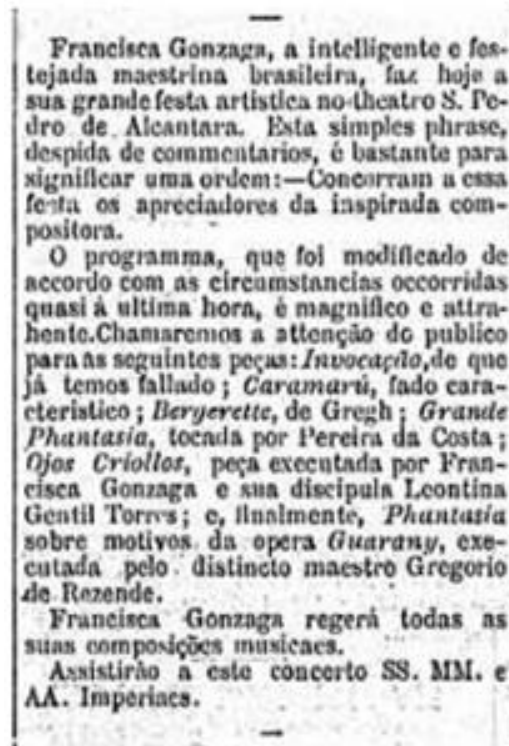 Francisca Gonzaga, a intelligente e fes-
tejada maestrina brasileira, faz hoje a
sua grande festa artistica no theatro S. Pe-
dro de Alcantara. Esta simples phrase,
despida de commentarios, é bastante para
significar uma ordem:—Concorram a essa
festa os apreciadores da inspirada com-
positora.
O programma, que foi modificado de
accordo com as circumstancias occorridas
quasi á ultima hora, é magnifico e attra-
hente.Chamaremos a attenção do publico
para as seguintes peças: Invocação, de que
já temos fallado; Caramarú, fado cara-
cteristico; Bergerette, de Gregh; Grande
Phantasia, tocada por Pereira da Costa;
Ojos Criollos, peça executada por Fran-
cisca Gonzaga e sua discipula Leontina
Gentil Torres; e, finalmente, Phantasia
sobre motivos da opera Guarany, exe-
cutada pelo distincto maestro Gregorio
de Rezende.
Francisca Gonzaga regerá todas as
suas composições musicaes.
Assistirão a este concerto SS. MM. e
AA. Imperiaes.